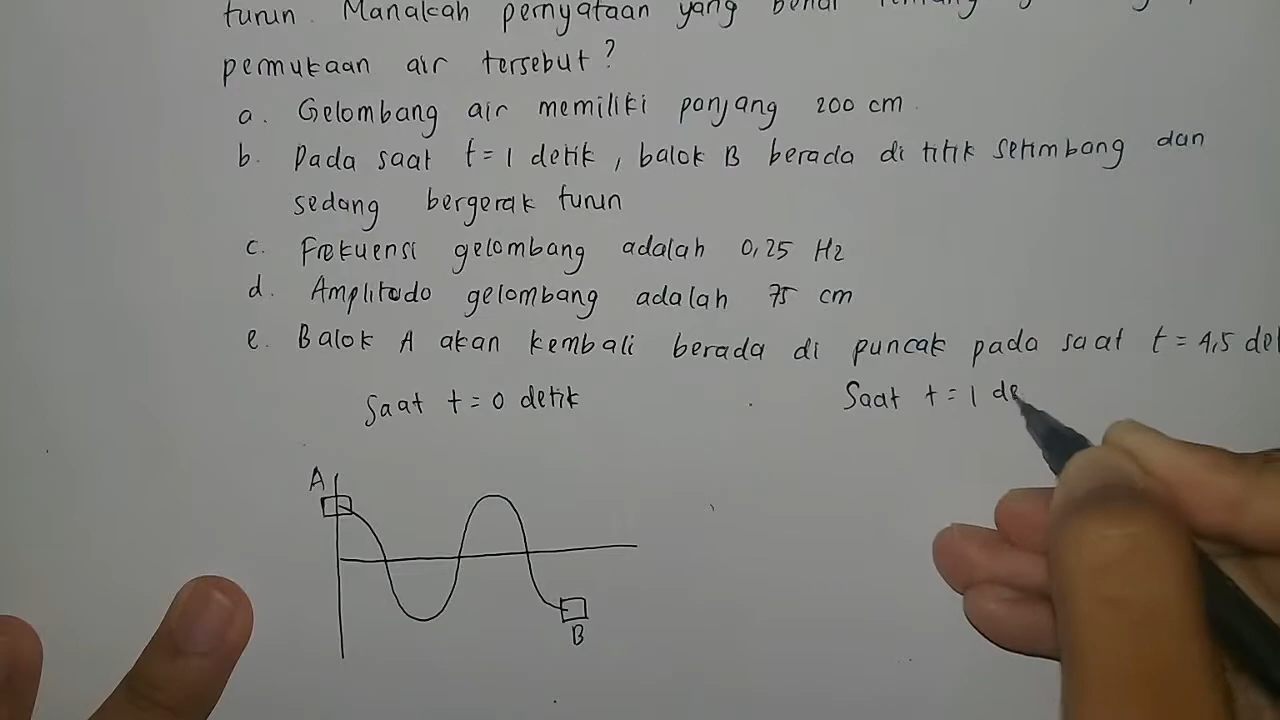 turun. Manakah pernyataan yang
permukaan air tersebut?
a. Gelombang air memiliki panjang 200 cm.
b. Pada saat t = 1 detik, balok B berada di titik setimbang dan
sedang bergerak turun
c. Frekuensi gelombang adalah 0,25 Hz
d. Amplitudo gelombang adalah 75 cm
e. Balok A akan kembali berada di puncak pada saat t = 4,5 det
Saat t = 0 detik
Saat t = 1 de
A
B